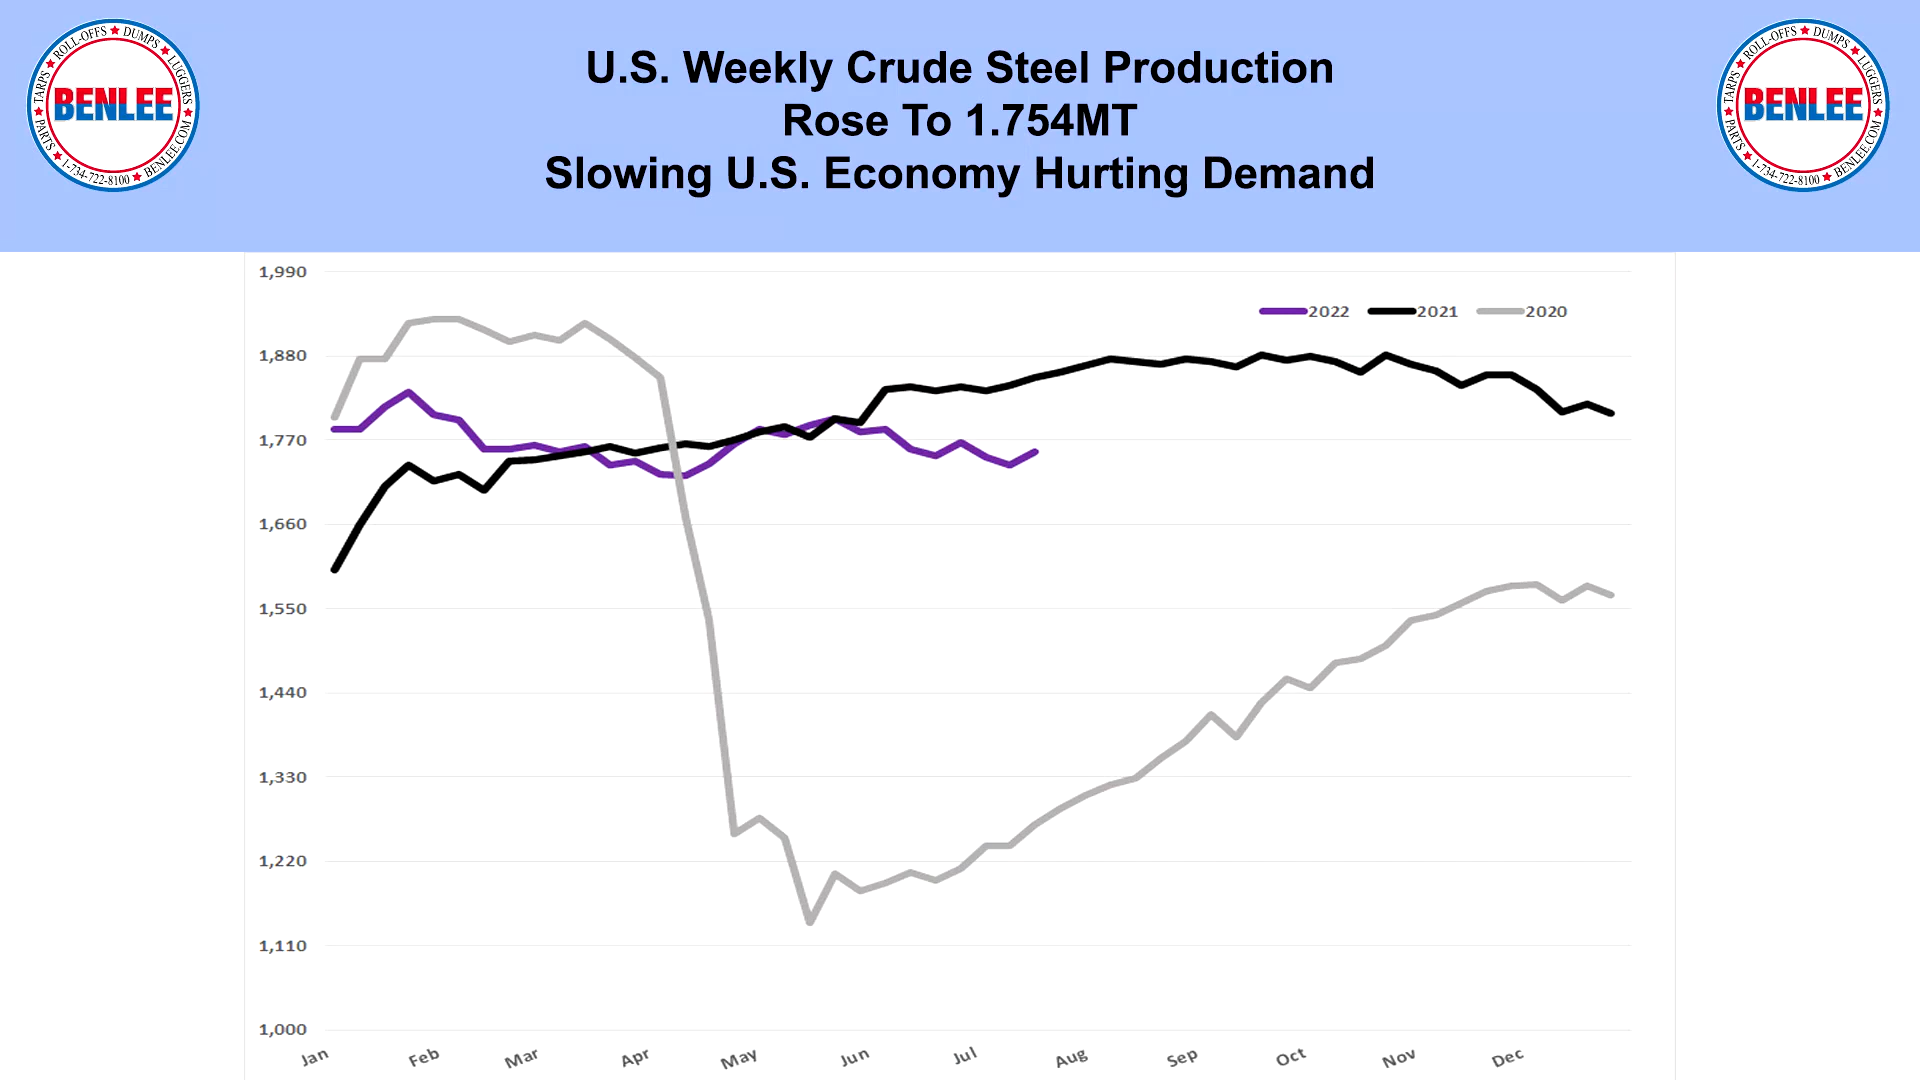 TARPS ★ ROLL-OFFS ★ DUMPS ★ LUGGERS ★
BENLEE
PARTS ★ 1-734-722-8100 ★ BENLEE.COM ★
U.S. Weekly Crude Steel Production
Rose To 1.754MT
Slowing U.S. Economy Hurting Demand
TARPS ★ ROLL-OFFS ★ DUMPS ★ LUGGERS ★
BENLEE
PARTS ★ 1-734-722-8100 ★ BENLEE.COM ★
2022 2021 2020
1,990
1,880
1,770
1,660
1,550
1,440
1,330
1,220
1,110
1,000
Jan Feb Mar Apr May Jun Jul Aug Sep Oct Nov Dec